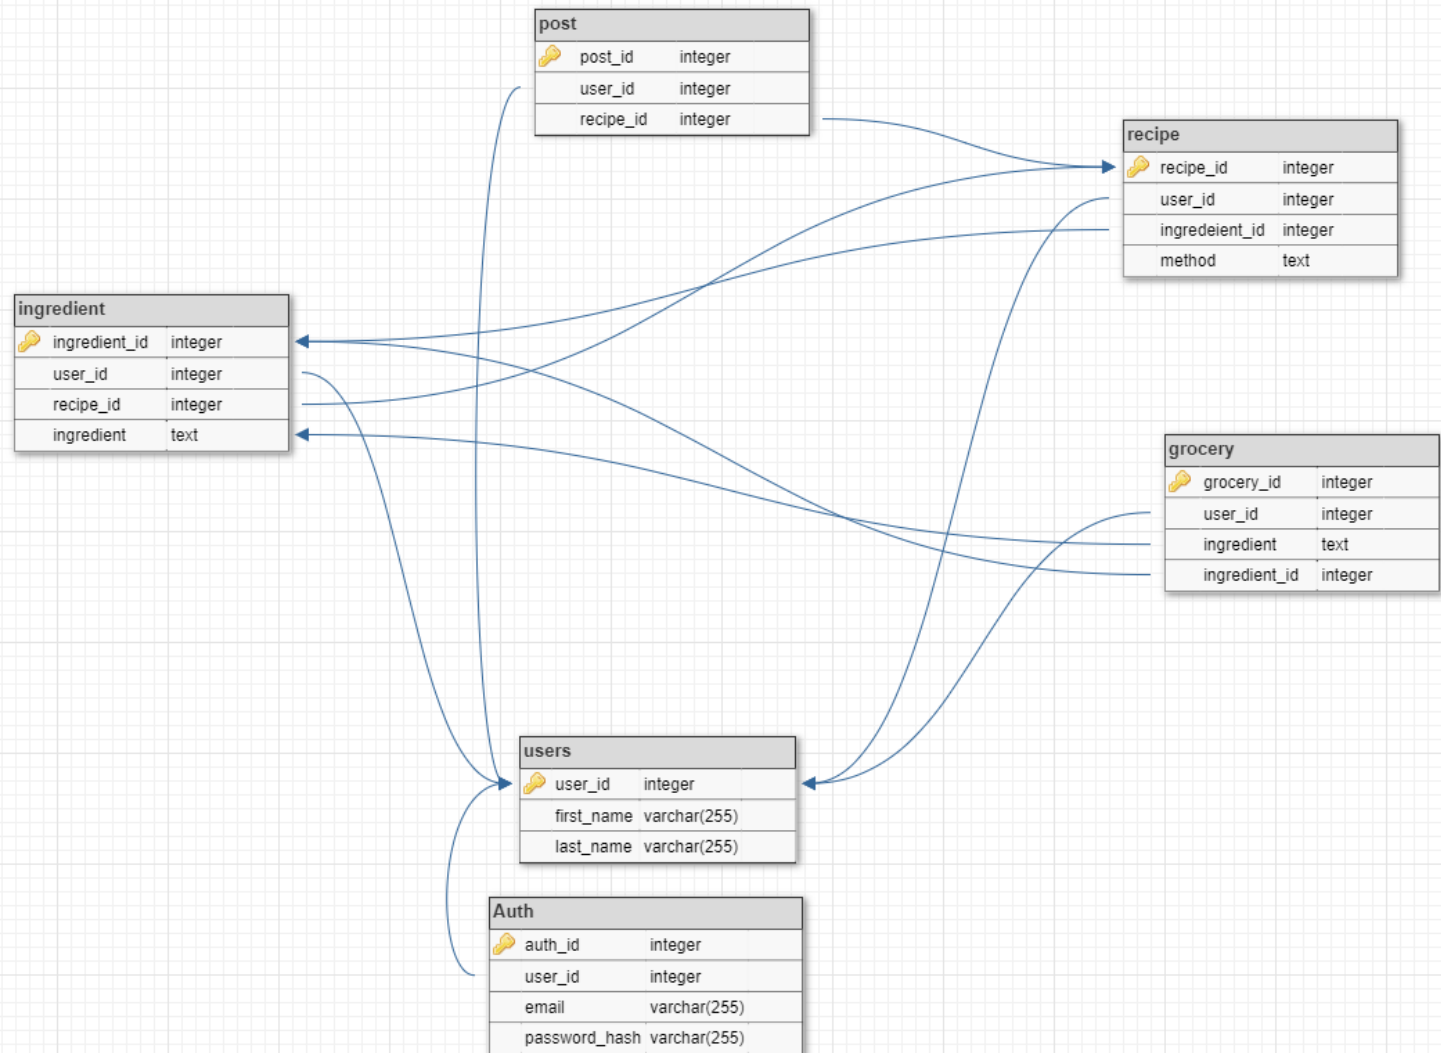 post
post_id integer
user_id integer
recipe_id integer
recipe
recipe_id integer
user_id integer
ingredeient_id integer
method text
ingredient
ingredient_id integer
user_id integer
recipe_id integer
ingredient text
grocery
grocery_id integer
user_id integer
ingredient text
ingredient_id integer
users
user_id integer
first_name varchar(255)
last_name varchar(255)
Auth
auth_id integer
user_id integer
email varchar(255)
password_hash varchar(255)